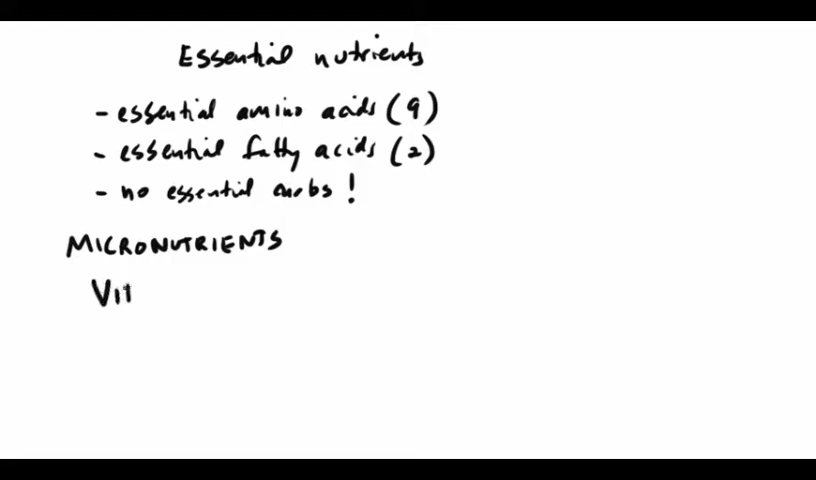 Essential nutrients
- essential amino acids (9)
- essential fatty acids (2)
- no essential carbs!
MICRONUTRIENTS
Vit